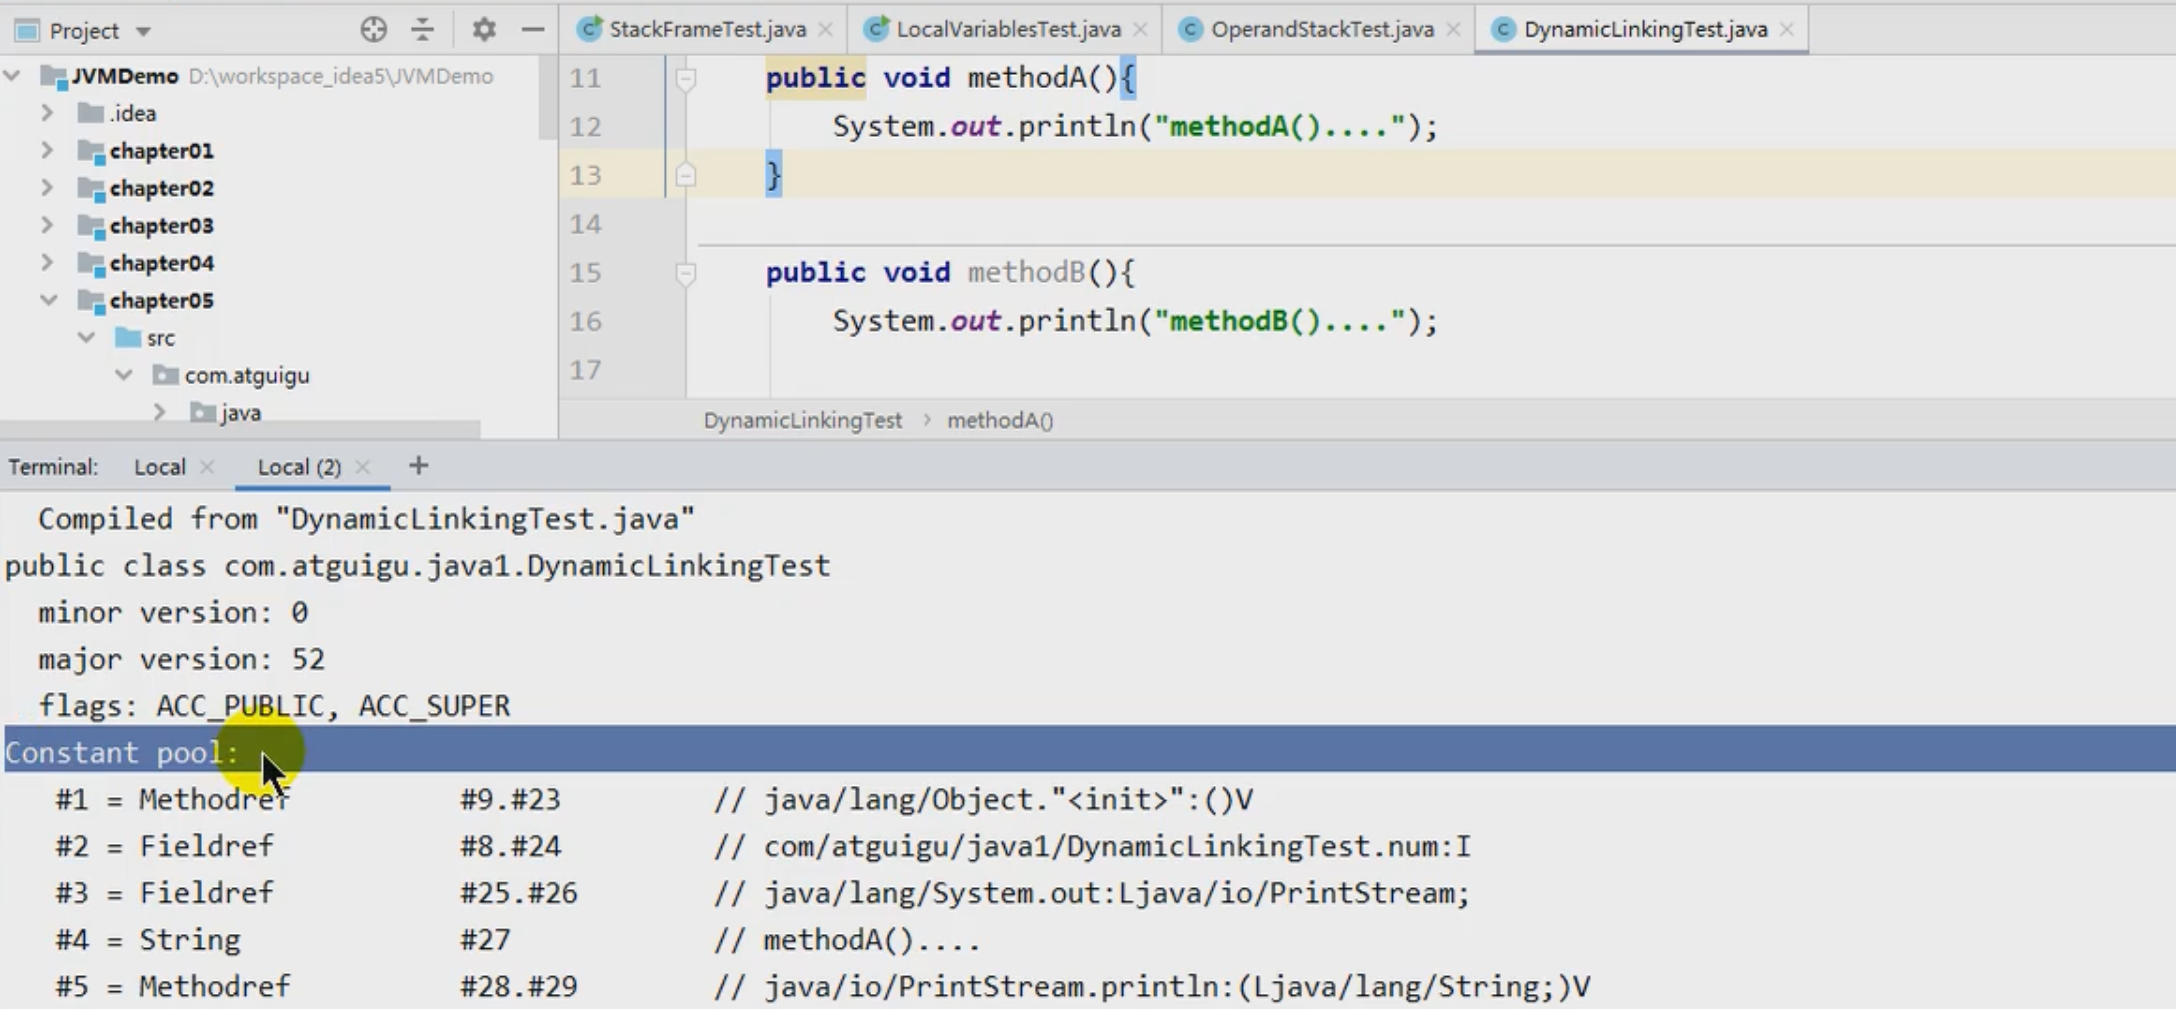 Project
StackFrameTest.java
LocalVariablesTest.java
OperandStackTest.java
DynamicLinkingTest.java
JVMDemo D:\workspace_idea5\JVMDemo
.idea
chapter01
chapter02
chapter03
chapter04
chapter05
src
com.atguigu
java
11 public void methodA(){
12 System.out.println("methodA()....");
13 }
14
15 public void methodB(){
16 System.out.println("methodB()....");
17
DynamicLinkingTest > methodA()
Terminal: Local Local (2) +
Compiled from "DynamicLinkingTest.java"
public class com.atguigu.java1.DynamicLinkingTest
minor version: 0
major version: 52
flags: ACC_PUBLIC, ACC_SUPER
Constant pool:
#1 = Methodref #9.#23 // java/lang/Object."<init>":()V
#2 = Fieldref #8.#24 // com/atguigu/java1/DynamicLinkingTest.num:I
#3 = Fieldref #25.#26 // java/lang/System.out:Ljava/io/PrintStream;
#4 = String #27 // methodA()....
#5 = Methodref #28.#29 // java/io/PrintStream.println:(Ljava/lang/String;)V